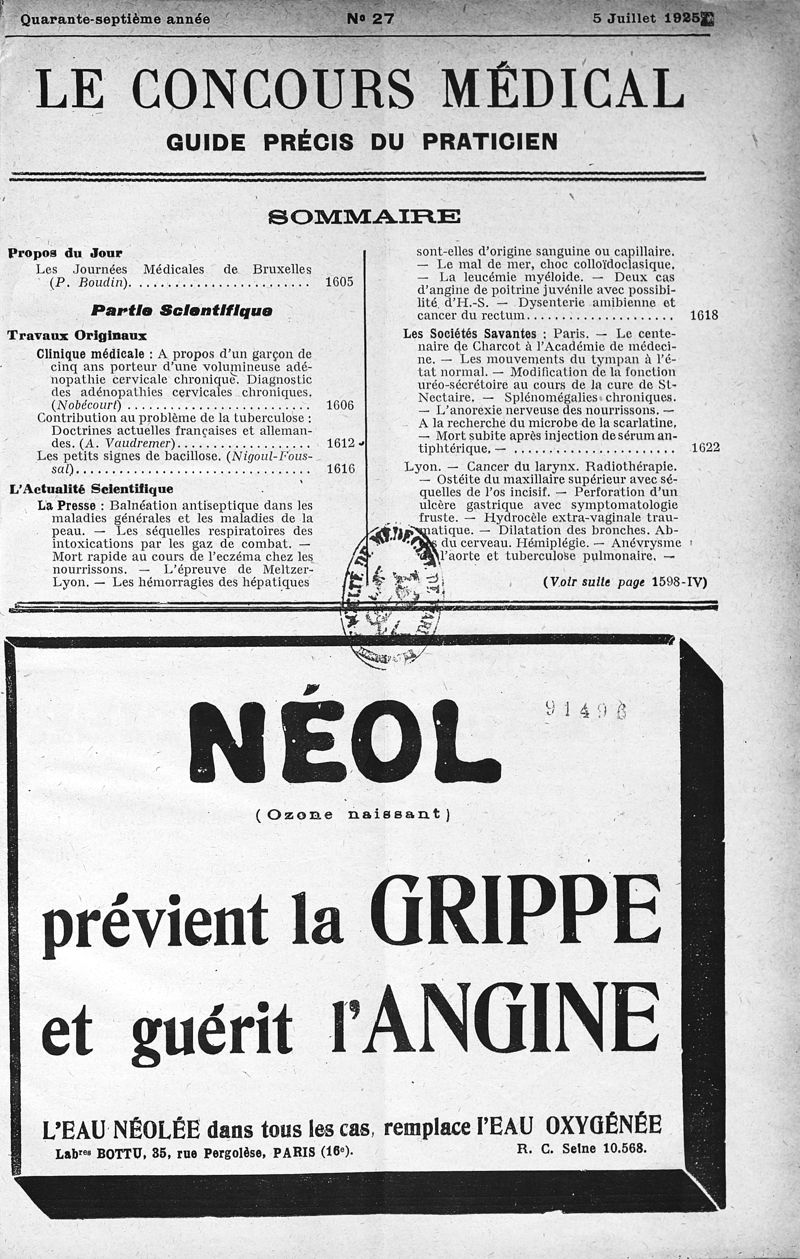 Quarante-septième année
No 27
5 Juillet 1925
LE CONCOURS MÉDICAL
GUIDE PRÉCIS DU PRATICIEN
SOMMAIRE
Propos du Jour
Les Journées Médicales de Bruxelles
(P. Boudin). . . . . . . . . . . . . . . . . . . . . . . . 1605
Partie Scientifique
Travaux Originaux
Clinique médicale : A propos d'un garçon de
cinq ans porteur d'une volumineuse adé-
nopathie cervicale chronique. Diagnostic
des adénopathies cervicales chroniques.
(Nobécourt) . . . . . . . . . . . . . . . . . . . . . . . . 1606
Contribution au problème de la tuberculose :
Doctrines actuelles françaises et alleman-
des. (A. Vaudremer). . . . . . . . . . . . . . . . . . 1612
Les petits signes de bacillose. (Nigoul-Fous-
sal). . . . . . . . . . . . . . . . . . . . . . . . . . . . . . . 1616
L'Actualité Scientifique
La Presse : Balnéation antiseptique dans les
maladies générales et les maladies de la
peau. — Les séquelles respiratoires des
intoxications par les gaz de combat. —
Mort rapide au cours de l'eczéma chez les
nourrissons. — L'épreuve de Meltzer-
Lyon. — Les hémorragies des hépatiques
sont-elles d'origine sanguine ou capillaire.
— Le mal de mer, choc colloïdoclasique.
— La leucémie myéloide. — Deux cas
d'angine de poitrine juvénile avec possibi-
lité d'H.-S. — Dysenterie amibienne et
cancer du rectum. . . . . . . . . . . . . . . . . . . . 1618
Les Sociétés Savantes : Paris. — Le cente-
naire de Charcot à l'Académie de médeci-
ne. — Les mouvements du tympan à l'é-
tat normal. — Modification de la fonction
uréo-sécrétoire au cours de la cure de St-
Nectaire. — Splénomégalies chroniques.
— L'anorexie nerveuse des nourrissons. —
A la recherche du microbe de la scarlatine.
— Mort subite après injection de sérum an-
tiphtérique. — . . . . . . . . . . . . . . . . . . . . . 1622
Lyon. — Cancer du larynx. Radiothérapie.
— Ostéite du maxillaire supérieur avec sé-
quelles de l'os incisif. — Perforation d'un
ulcère gastrique avec symptomatologie
fruste. — Hydrocèle extra-vaginale trau-
matique. — Dilatation des bronches. Ab-
du cerveau. Hémiplégie. — Anévrysme
l'aorte et tuberculose pulmonaire. —
(Voir suite page 1598-IV)
FACULTÉ DE MÉDECINE DE PARIS
NÉOL
91496
(Ozone naissant)
prévient la GRIPPE
et guérit l'ANGINE
L'EAU NÉOLÉE dans tous les cas, remplace l'EAU OXYGÉNÉE
Labres BOTTU, 35, rue Pergolèse, PARIS (16e).
R. C. Seine 10.568.